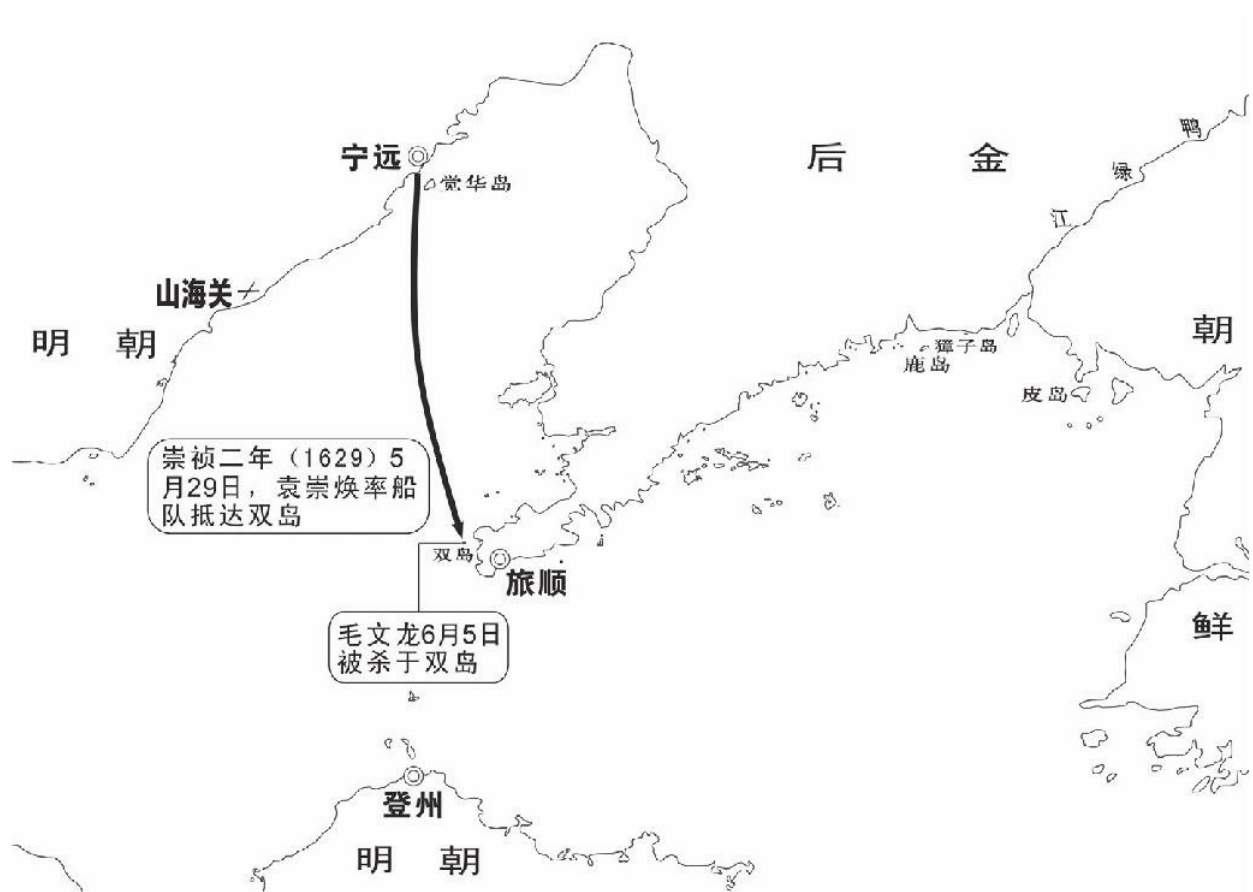 宁远
觉华岛
后 金
鸭
绿
江
山海关
明 朝
獐子岛
鹿岛
朝
皮岛
崇祯二年（1629）5
月29日，袁崇焕率船
队抵达双岛
双岛
旅顺
毛文龙6月5日
被杀于双岛
鲜
登州
明 朝